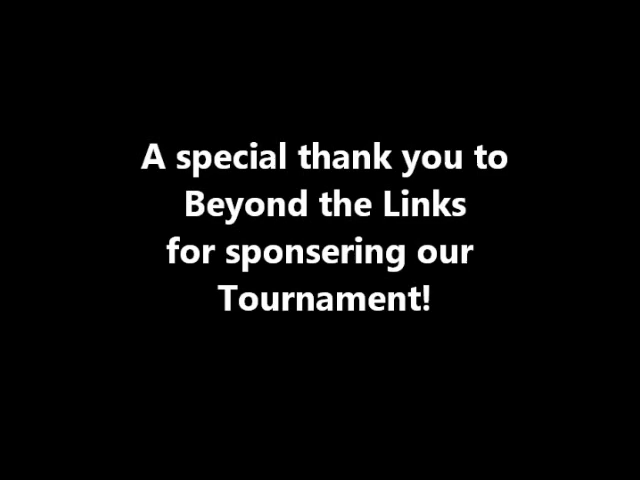 A special thank you to
Beyond the Links
for sponsering our
Tournament!